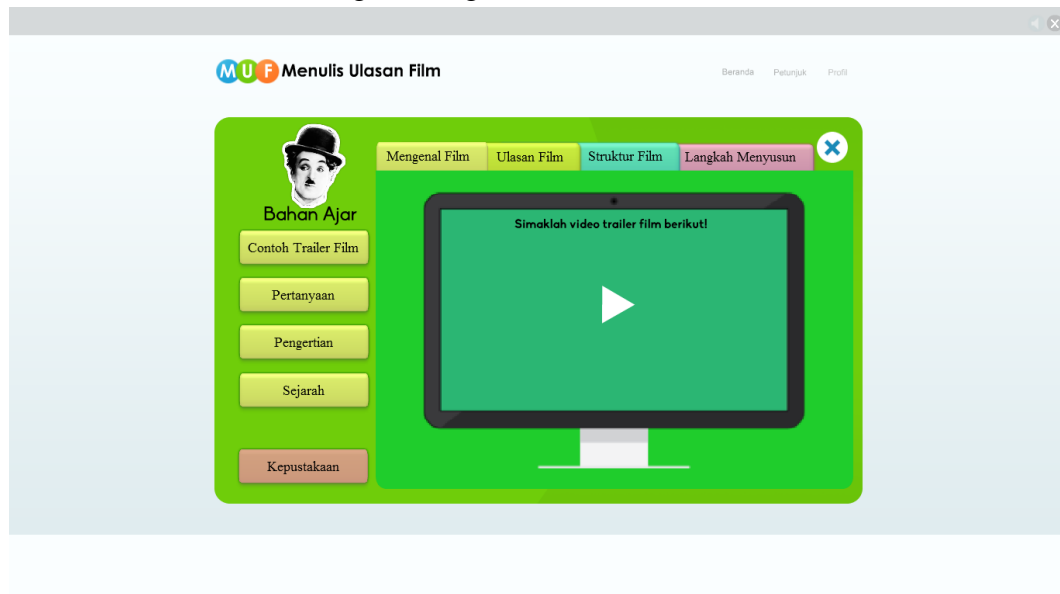 MUF Menulis Ulasan Film
Beranda Petunjuk Profil
Mengenal Film Ulasan Film Struktur Film Langkah Menyusun
Bahan Ajar
Simaklah video trailer film berikut!
Contoh Trailer Film
Pertanyaan
Pengertian
Sejarah
Kepustakaan